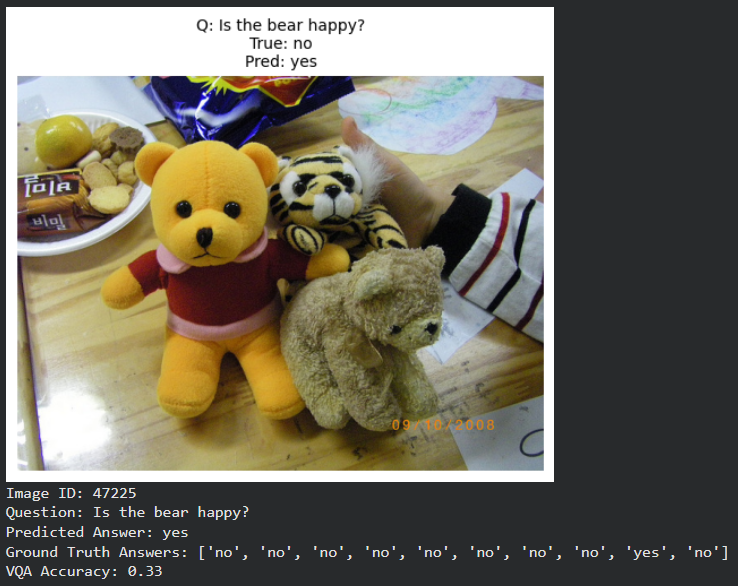 Q: Is the bear happy?
True: no
Pred: yes
09/10/2008
Image ID: 47225
Question: Is the bear happy?
Predicted Answer: yes
Ground Truth Answers: ['no', 'no', 'no', 'no', 'no', 'no', 'no', 'no', 'yes', 'no']
VQA Accuracy: 0.33